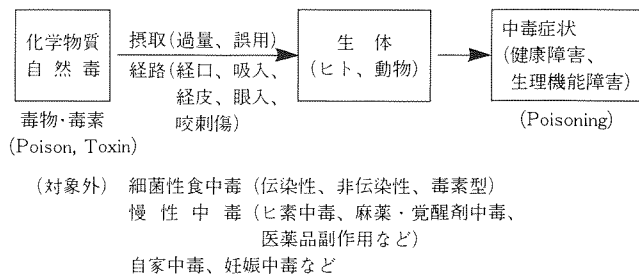 化学物質
自然毒
毒物・毒素
(Poison, Toxin)
摂取(過量、誤用)
経路(経口、吸入、
経皮、眼入、
咬刺傷)
生体
(ヒト、動物)
中毒症状
(健康障害、
生理機能障害)
(Poisoning)
(対象外) 細菌性食中毒(伝染性、非伝染性、毒素型)
慢性中毒(ヒ素中毒、麻薬・覚醒剤中毒、
医薬品副作用など)
自家中毒、妊娠中毒など